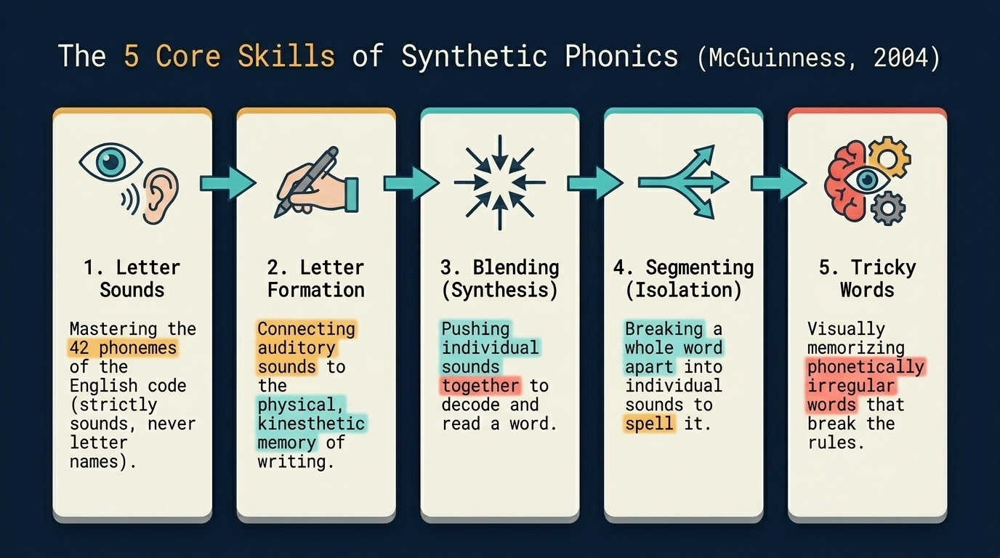 The 5 Core Skills of Synthetic Phonics (McGuinness, 2004)
1. Letter
Sounds
Mastering the
42 phonemes
of the
English code
(strictly
sounds, never
letter
names).
2. Letter
Formation
Connecting
auditory
sounds to
the
physical,
kinesthetic
memory of
writing.
3. Blending
(Synthesis)
Pushing
individual
sounds
together to
decode and
read a word.
4. Segmenting
(Isolation)
Breaking a
whole word
apart into
individual
sounds to
spell it.
5. Tricky
Words
Visually
memorizing
phonetically
irregular
words that
break the
rules.